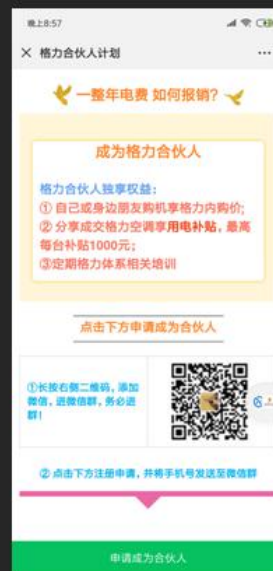 晚上8:57
格力合伙人计划
一整年电费 如何报销?
成为格力合伙人
格力合伙人独享权益:
① 自己或身边朋友购机享格力内购价;
② 分享成交格力空调享用电补贴, 最高
每台补贴1000元;
③定期格力体系相关培训
点击下方申请成为合伙人
①长按右侧二维码, 添加
微信, 进微信群, 务必进
群!
② 点击下方注册申请, 并将手机号发送至微信群
申请成为合伙人